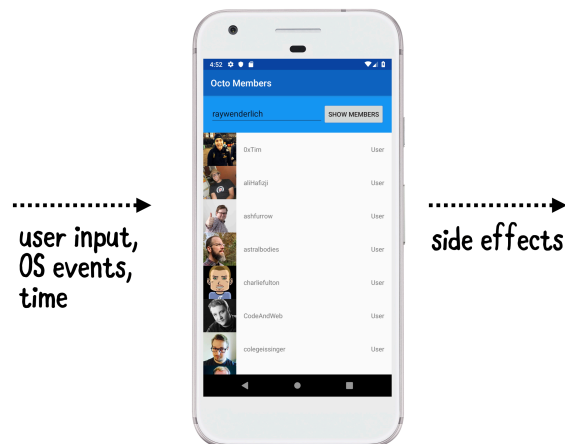 4:52
Octo Members
raywenderlich
SHOW MEMBERS
0xTim User
aliHafizji User
ashfurrow User
astralbodies User
charliefulton User
CodeAndWeb User
colegeissinger User
user input,
OS events,
time
side effects